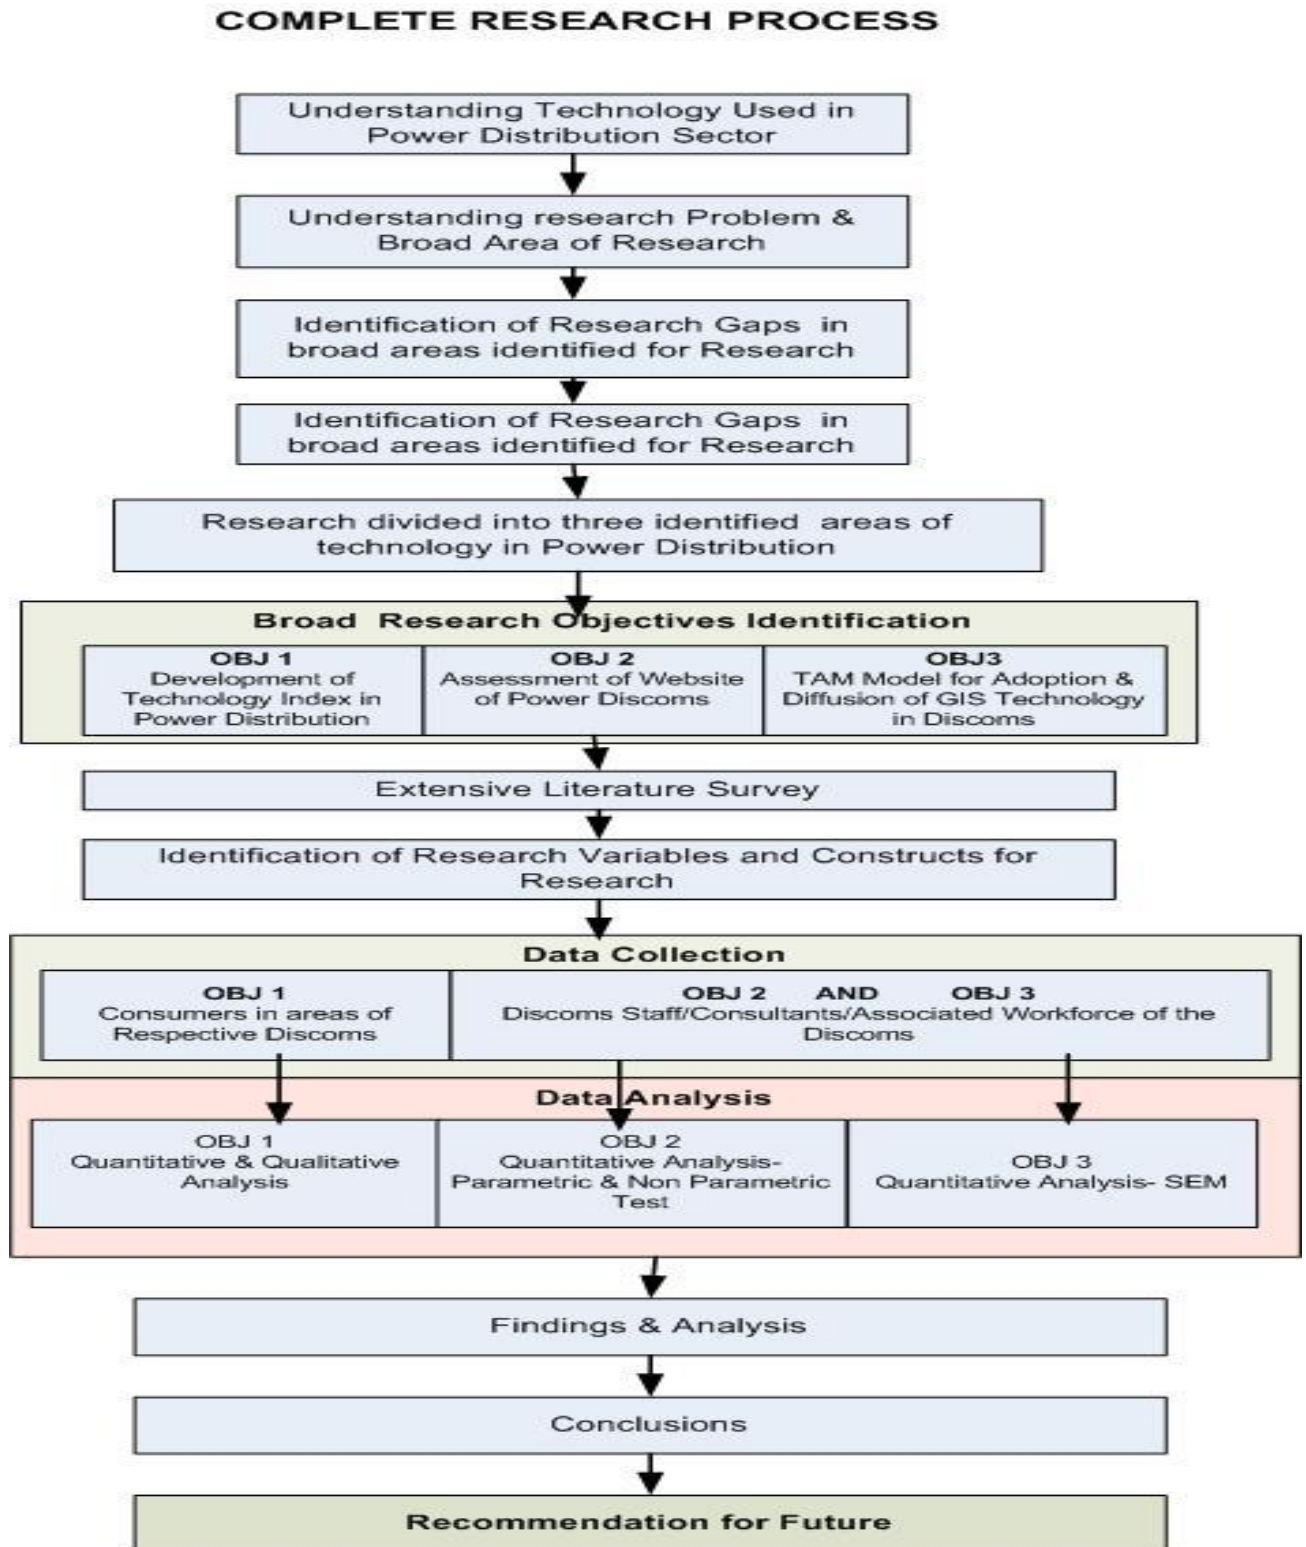 COMPLETE RESEARCH PROCESS
Understanding Technology Used in
Power Distribution Sector
Understanding research Problem &
Broad Area of Research
Identification of Research Gaps in
broad areas identified for Research
Identification of Research Gaps in
broad areas identified for Research
Research divided into three identified areas of
technology in Power Distribution
Broad Research Objectives Identification
OBJ 1
Development of
Technology Index in
Power Distribution
OBJ 2
Assessment of Website
of Power Discoms
OBJ3
TAM Model for Adoption &
Diffusion of GIS Technology
in Discoms
Extensive Literature Survey
Identification of Research Variables and Constructs for
Research
Data Collection
OBJ 1
Consumers in areas of
Respective Discoms
OBJ 2 AND OBJ 3
Discoms Staff/Consultants/Associated Workforce of the
Discoms
Data Analysis
OBJ 1
Quantitative & Qualitative
Analysis
OBJ 2
Quantitative Analysis-
Parametric & Non Parametric
Test
OBJ 3
Quantitative Analysis- SEM
Findings & Analysis
Conclusions
Recommendation for Future